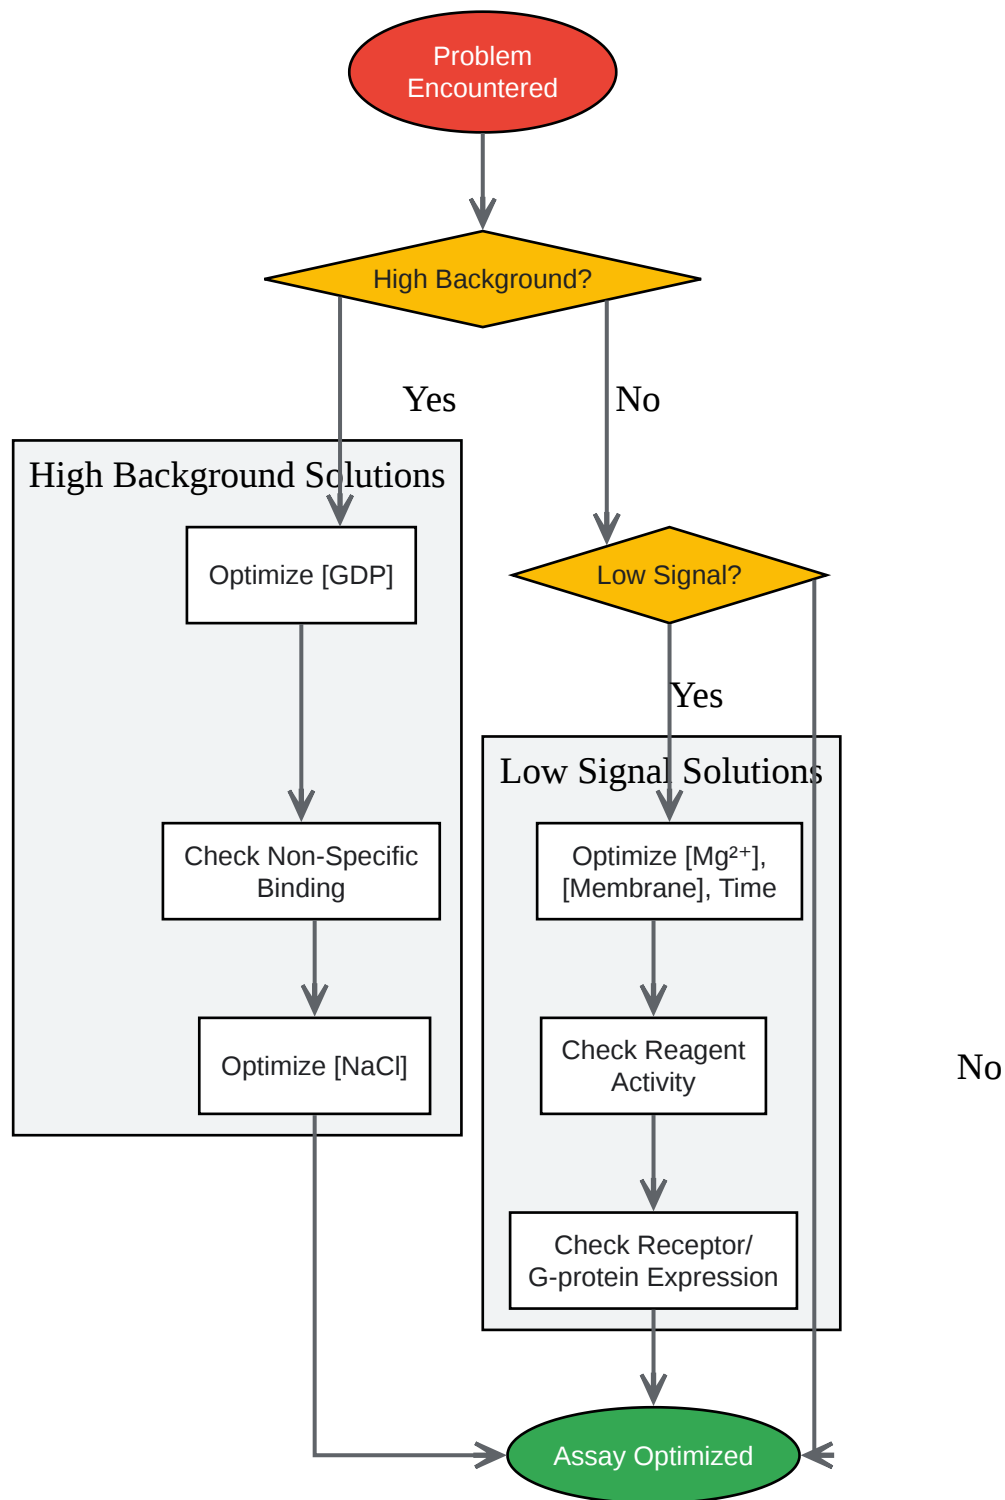 Problem
Encountered
High Background?
Yes
No
High Background Solutions
Optimize [GDP]
Low Signal?
Yes
Low Signal Solutions
Check Non-Specific
Binding
Optimize [Mg²⁺],
[Membrane], Time
Optimize [NaCl]
Check Reagent
Activity
No
Check Receptor/
G-protein Expression
Assay Optimized